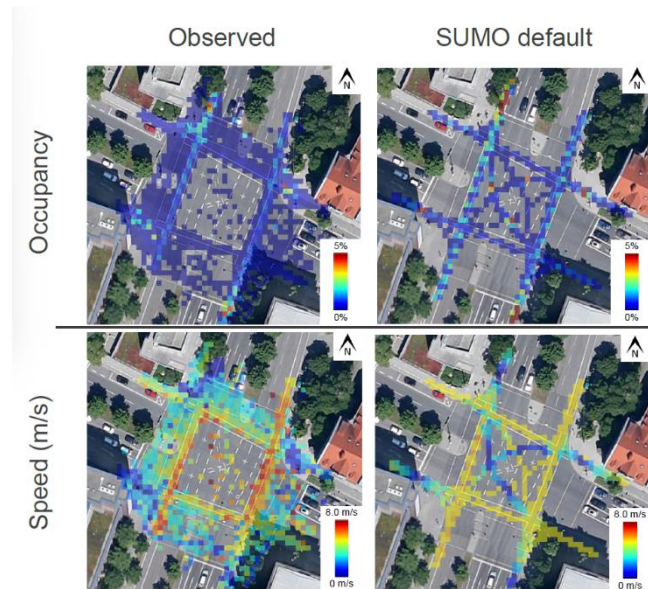 Observed
SUMO default
Occupancy
N
5%
0%
N
5%
0%
Speed (m/s)
N
8.0 m/s
0 m/s
N
8.0 m/s
0 m/s